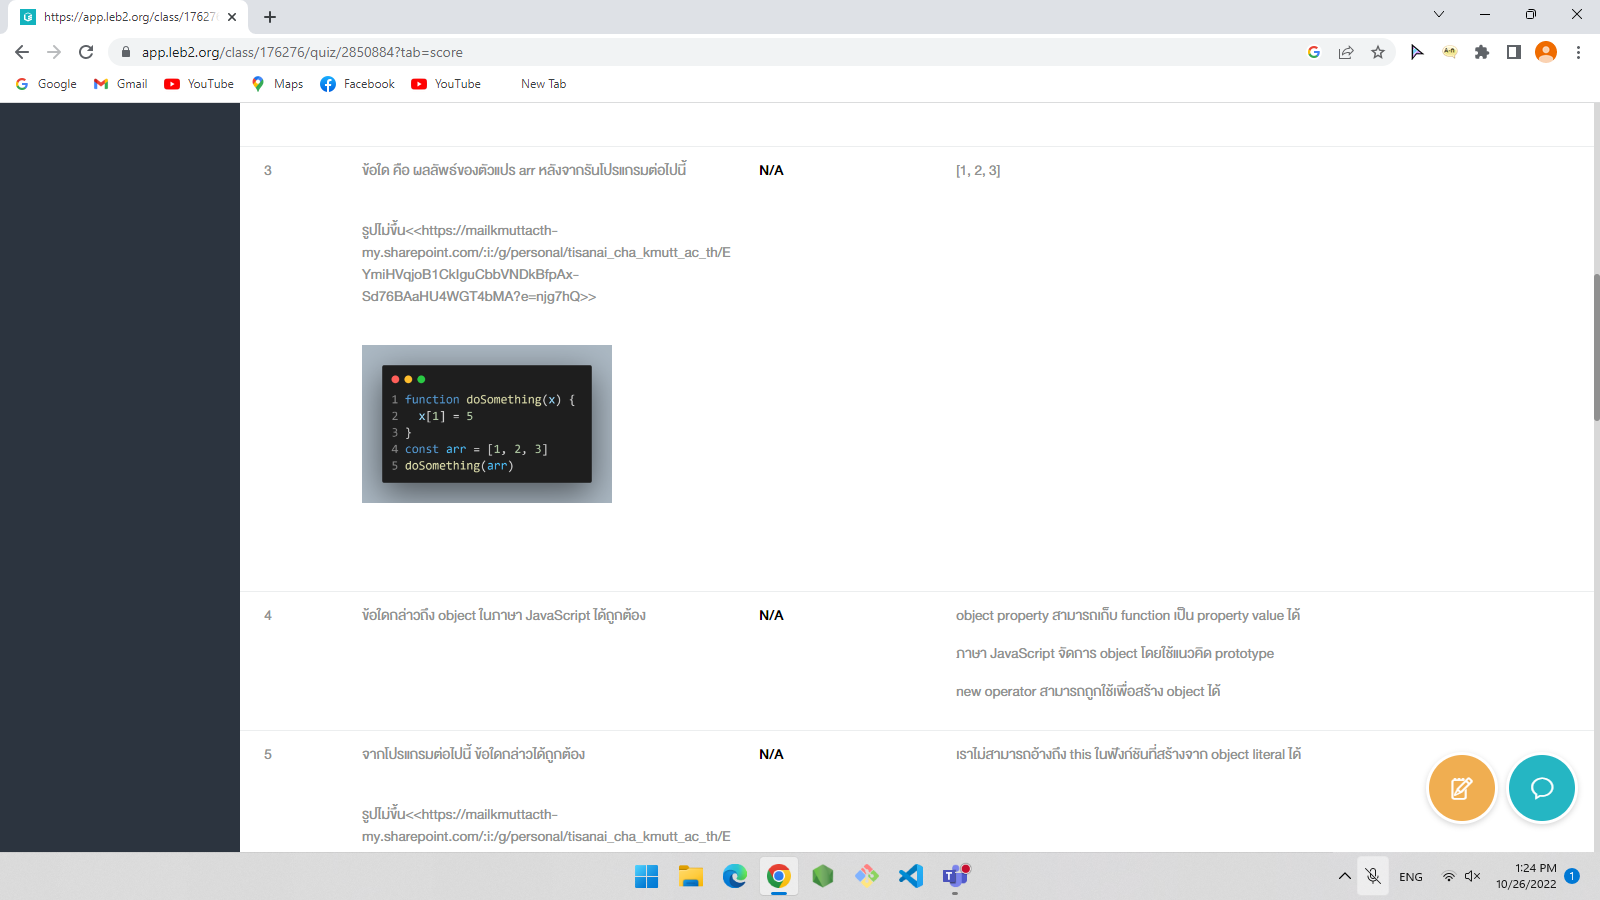 https://app.leb2.org/class/17627
app.leb2.org/class/176276/quiz/2850884?tab=score
Google
Gmail
YouTube
Maps
Facebook
YouTube
New Tab
3
ข้อใด คือ ผลลัพธ์ของตัวแปร arr หลังจากรันโปรแกรมต่อไปนี้
N/A
[1, 2, 3]
รูปไม่ขึ้น<<https://mailkmuttacth-
my.sharepoint.com/:i:/g/personal/tisanai_cha_kmutt_ac_th/E
YmiHVqjoB1CkIguCbbVNDkBfpAx-
Sd76BAaHU4WGT4bMA?e=njg7hQ>>
1 function doSomething(x) {
2 x[1] = 5
3 }
4 const arr = [1, 2, 3]
5 doSomething(arr)
4
ข้อใดกล่าวถึง object ในภาษา JavaScript ได้ถูกต้อง
N/A
object property สามารถเก็บ function เป็น property value ได้
ภาษา JavaScript จัดการ object โดยใช้แนวคิด prototype
new operator สามารถถูกใช้เพื่อสร้าง object ได้
5
จากโปรแกรมต่อไปนี้ ข้อใดกล่าวได้ถูกต้อง
N/A
เราไม่สามารถอ้างถึง this ในฟังก์ชันที่สร้างจาก object literal ได้
รูปไม่ขึ้น<<https://mailkmuttacth-
my.sharepoint.com/:i:/g/personal/tisanai_cha_kmutt_ac_th/E
ENG
1:24 PM
10/26/2022
1